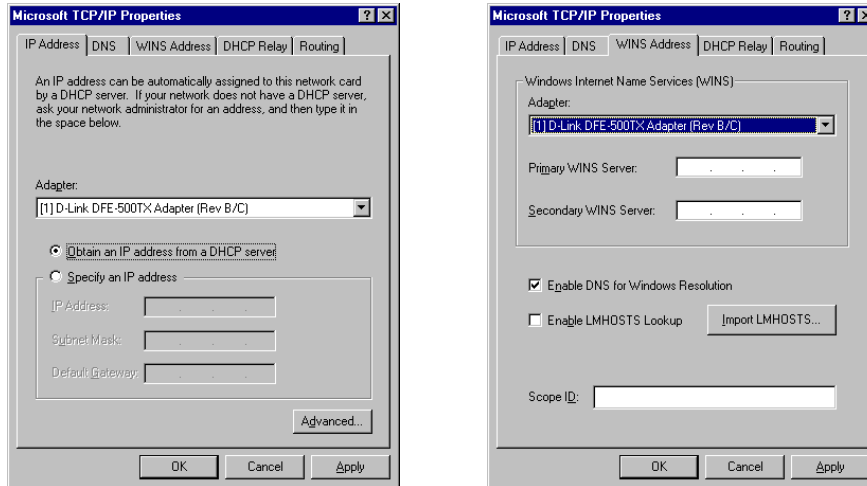 Microsoft TCP/IP Properties
IP Address DNS WINS Address DHCP Relay Routing
An IP address can be automatically assigned to this network card
by a DHCP server. If your network does not have a DHCP server,
ask your network administrator for an address, and then type it in
the space below.
Adapter:
[1] D-Link DFE-500TX Adapter (Rev B/C)
Obtain an IP address from a DHCP server
Specify an IP address
IP Address:
Subnet Mask:
Default Gateway:
Advanced...
OK Cancel Apply
Microsoft TCP/IP Properties
IP Address DNS WINS Address DHCP Relay Routing
Windows Internet Name Services (WINS)
Adapter:
[1] D-Link DFE-500TX Adapter (Rev B/C)
Primary WINS Server:
Secondary WINS Server:
Enable DNS for Windows Resolution
Enable LMHOSTS Lookup Import LMHOSTS...
Scope ID:
OK Cancel Apply